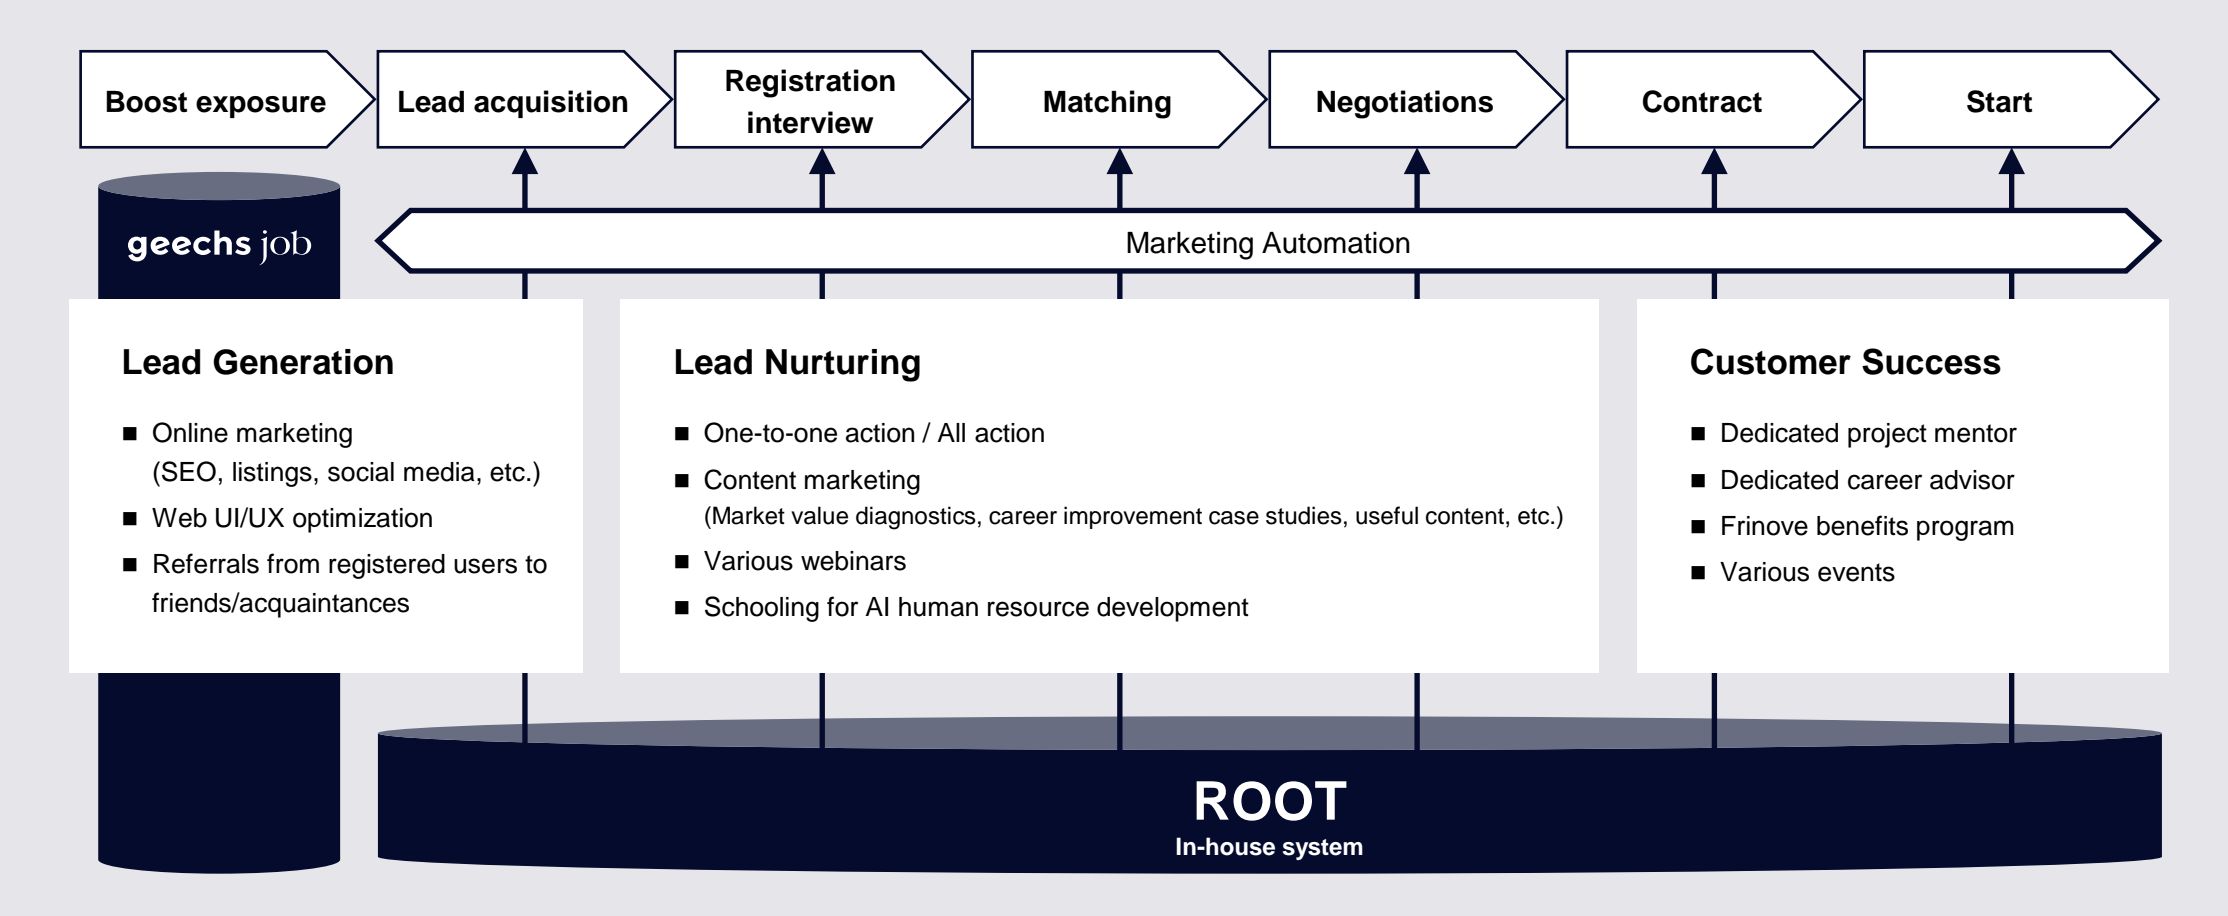 Boost exposure
Lead acquisition
Registration
interview
Matching
Negotiations
Contract
Start
geechs job
Marketing Automation
Lead Generation
■ Online marketing
(SEO, listings, social media, etc.)
■ Web UI/UX optimization
■ Referrals from registered users to
friends/acquaintances
Lead Nurturing
■ One-to-one action / All action
■ Content marketing
(Market value diagnostics, career improvement case studies, useful content, etc.)
■ Various webinars
■ Schooling for AI human resource development
Customer Success
■ Dedicated project mentor
■ Dedicated career advisor
■ Frinove benefits program
■ Various events
ROOT
In-house system